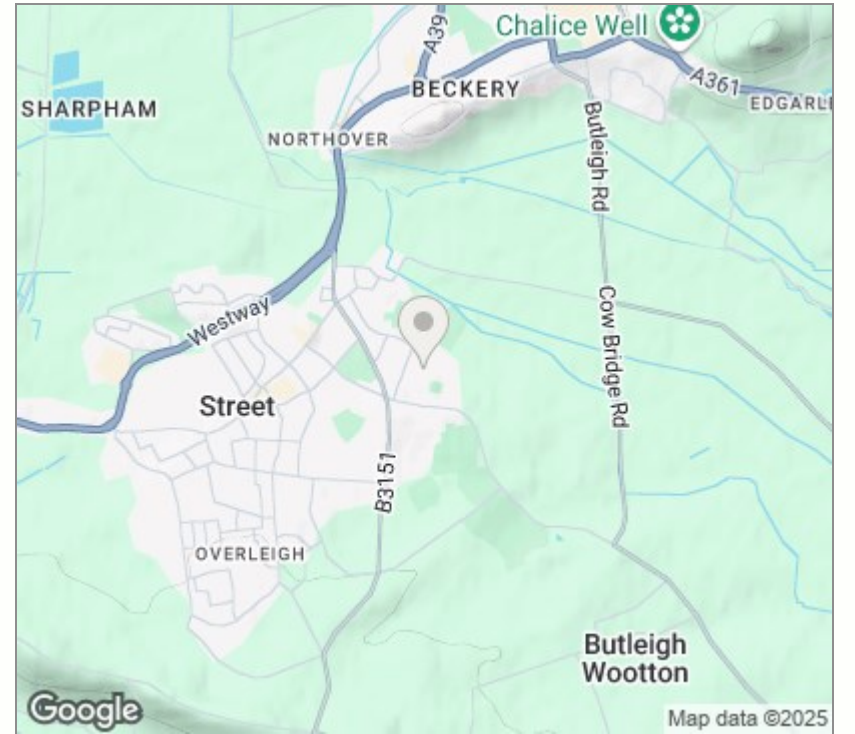 Chalice Well
A39
BECKERY
A361
SHARPHAM
EDGARLE
NORTHOVER
Butleigh Rd
Westway
Cow Bridge Rd
Street
B3151
OVERLEIGH
Butleigh
Wootton
Google
Map data ©2025